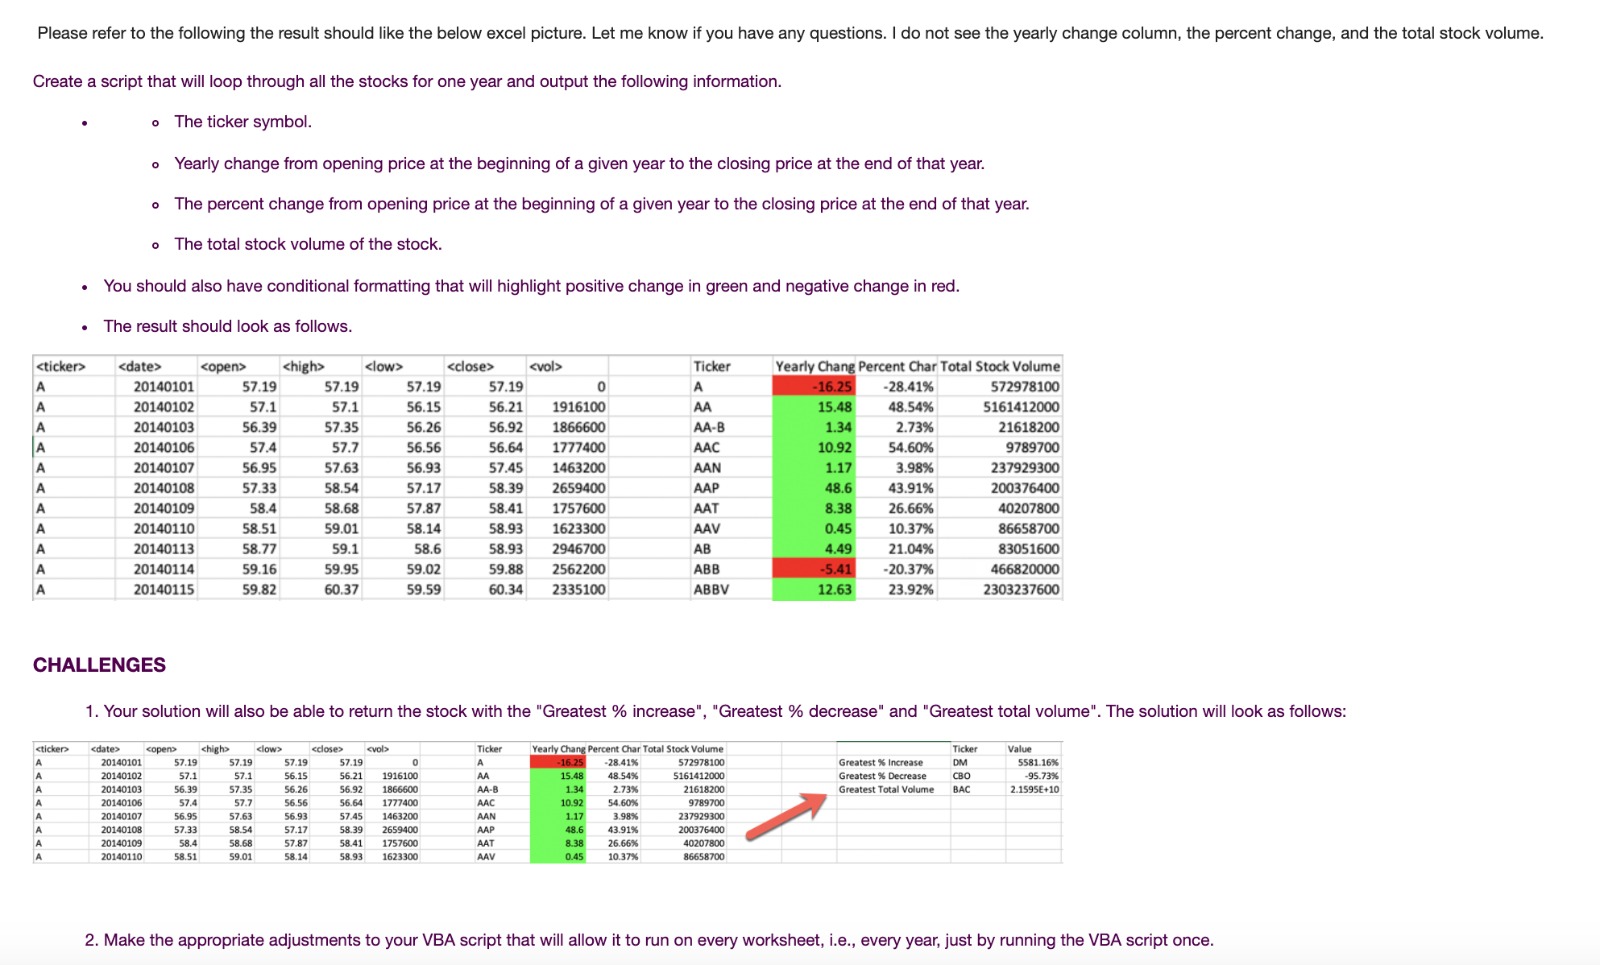 Please refer to the following the result should like the below excel picture. Let me know if you have any questions. I do not see the yearly change column, the percent change, and the total stock volume.
Create a script that will loop through all the stocks for one year and output the following information.
• ○ The ticker symbol.
○ Yearly change from opening price at the beginning of a given year to the closing price at the end of that year.
○ The percent change from opening price at the beginning of a given year to the closing price at the end of that year.
○ The total stock volume of the stock.
• You should also have conditional formatting that will highlight positive change in green and negative change in red.
• The result should look as follows.
<ticker> <date> <open> <high> <low> <close> <vol> Ticker Yearly Chang Percent Char Total Stock Volume
A 20140101 57.19 57.19 57.19 57.19 0 A -16.25 -28.41% 572978100
A 20140102 57.1 57.1 56.15 56.21 1916100 AA 15.48 48.54% 5161412000
A 20140103 56.39 57.35 56.26 56.92 1866600 AA-B 1.34 2.73% 21618200
A 20140106 57.4 57.7 56.56 56.64 1777400 AAC 10.92 54.60% 9789700
A 20140107 56.95 57.63 56.93 57.45 1463200 AAN 1.17 3.98% 237929300
A 20140108 57.33 58.54 57.17 58.39 2659400 AAP 48.6 43.91% 200376400
A 20140109 58.4 58.68 57.87 58.41 1757600 AAT 8.38 26.66% 40207800
A 20140110 58.51 59.01 58.14 58.93 1623300 AAV 0.45 10.37% 86658700
A 20140113 58.77 59.1 58.6 58.93 2946700 AB 4.49 21.04% 83051600
A 20140114 59.16 59.95 59.02 59.88 2562200 ABB -5.41 -20.37% 466820000
A 20140115 59.82 60.37 59.59 60.34 2335100 ABBV 12.63 23.92% 2303237600
CHALLENGES
1. Your solution will also be able to return the stock with the "Greatest % increase", "Greatest % decrease" and "Greatest total volume". The solution will look as follows:
<ticker> <date> <open> <high> <low> <close> <vol> Ticker Yearly Chang Percent Char Total Stock Volume Ticker Value
A 20140101 57.19 57.19 57.19 57.19 0 A -16.25 -28.41% 572978100 Greatest % Increase DM 5581.16%
A 20140102 57.1 57.1 56.15 56.21 1916100 AA 15.48 48.54% 5161412000 Greatest % Decrease CBO -95.73%
A 20140103 56.39 57.35 56.26 56.92 1866600 AA-B 1.34 2.73% 21618200 Greatest Total Volume BAC 2.1595E+10
A 20140106 57.4 57.7 56.56 56.64 1777400 AAC 10.92 54.60% 9789700
A 20140107 56.95 57.63 56.93 57.45 1463200 AAN 1.17 3.98% 237929300
A 20140108 57.33 58.54 57.17 58.39 2659400 AAP 48.6 43.91% 200376400
A 20140109 58.4 58.68 57.87 58.41 1757600 AAT 8.38 26.66% 40207800
A 20140110 58.51 59.01 58.14 58.93 1623300 AAV 0.45 10.37% 86658700
2. Make the appropriate adjustments to your VBA script that will allow it to run on every worksheet, i.e., every year, just by running the VBA script once.